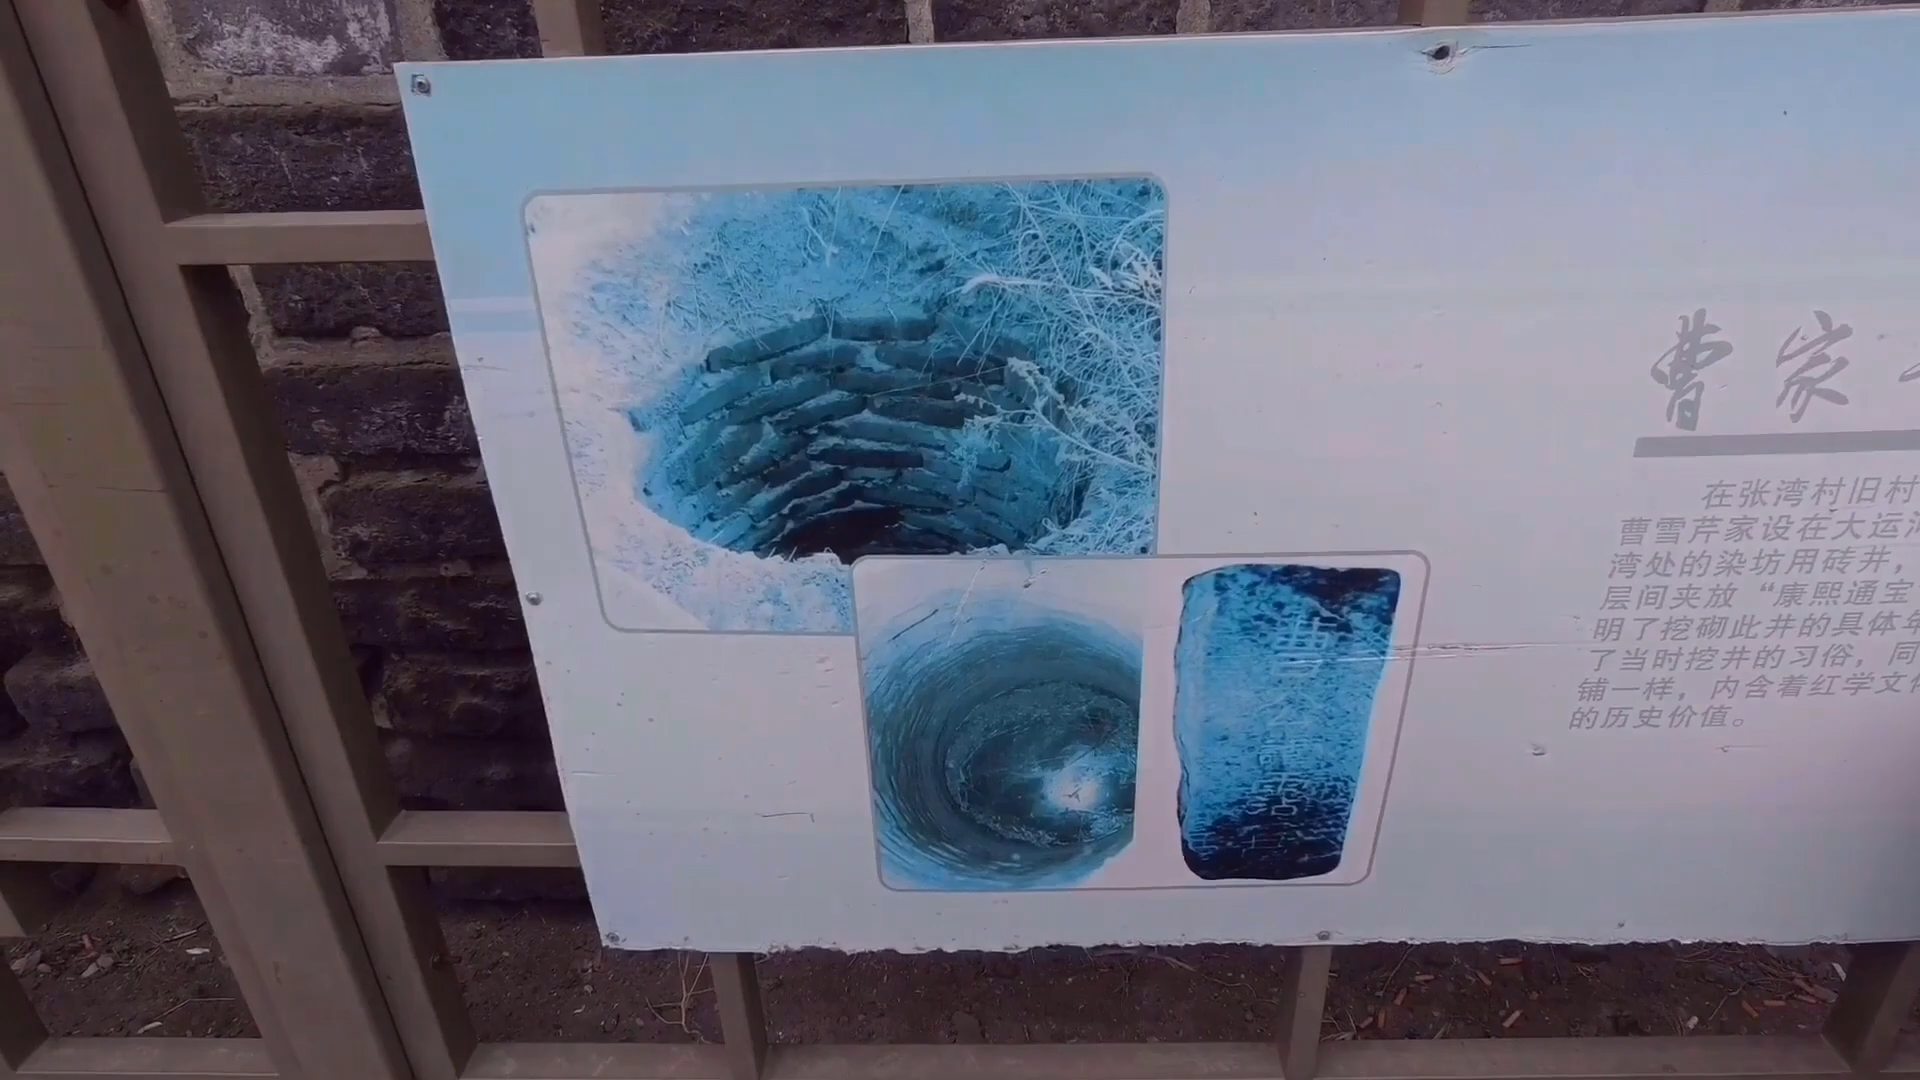 曹家
在张湾村旧村
曹雪芹家设在大运河
湾处的染坊用砖井，
层间夹放“康熙通宝
明了挖砌此井的具体年
了当时挖井的习俗，同
铺一样，内含着红学文化
的历史价值。